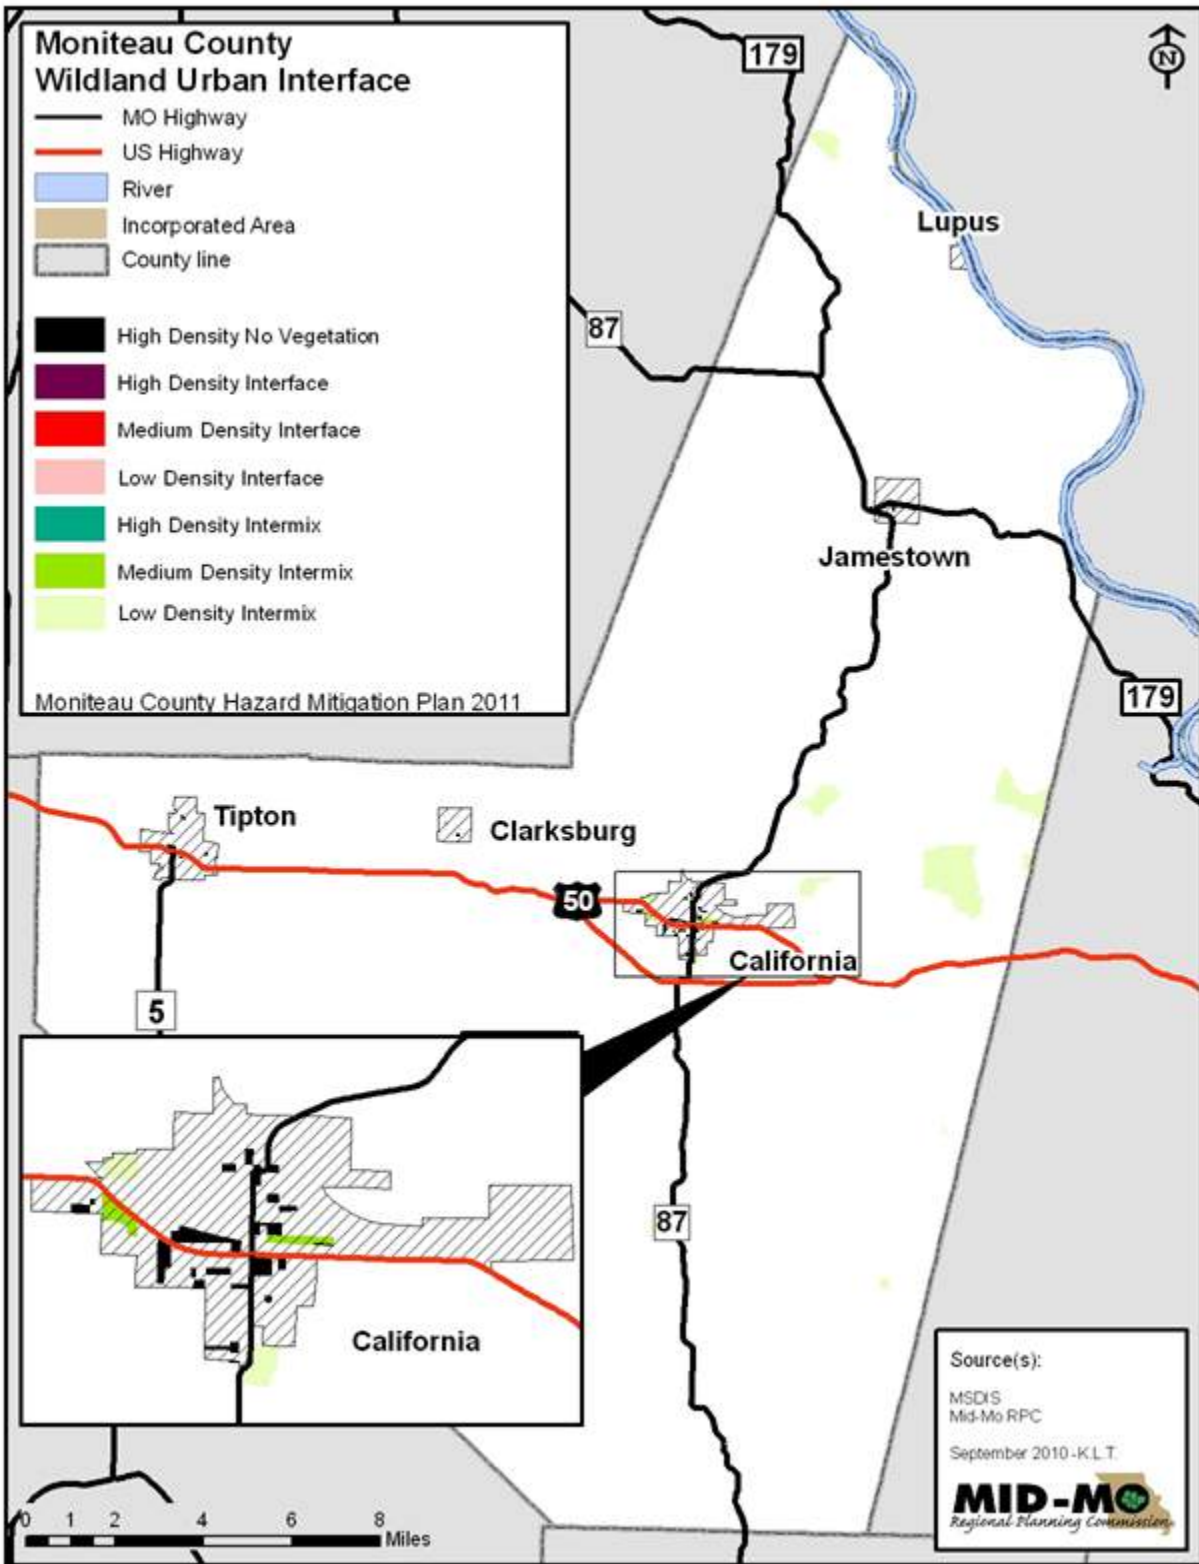 Moniteau County
Wildland Urban Interface
MO Highway
US Highway
River
Incorporated Area
County line
High Density No Vegetation
High Density Interface
Medium Density Interface
Low Density Interface
High Density Intermix
Medium Density Intermix
Low Density Intermix
Moniteau County Hazard Mitigation Plan 2011
179
N
Lupus
87
Jamestown
179
Tipton
Clarksburg
50
California
5
87
California
Source(s):
MSDIS
Mid-Mo RPC
September 2010 -K.L.T.
MID-MO
Regional Planning Commission
0 1 2 4 6 8
Miles